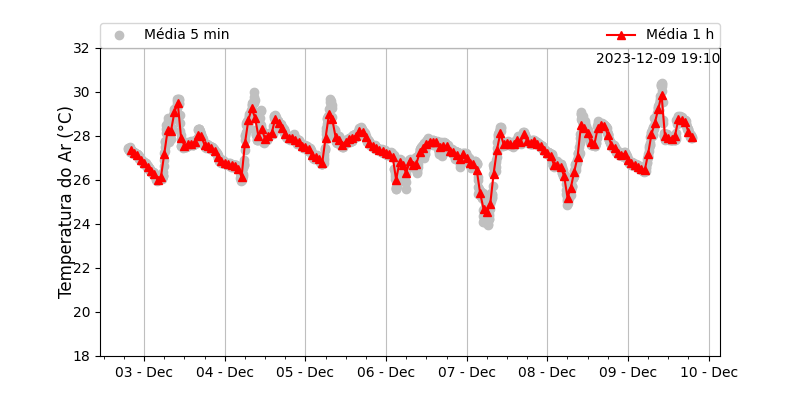 Média 5 min
Média 1 h
2023-12-09 19:10
Temperatura do Ar (°C)
32
30
28
26
24
22
20
18
03 - Dec
04 - Dec
05 - Dec
06 - Dec
07 - Dec
08 - Dec
09 - Dec
10 - Dec